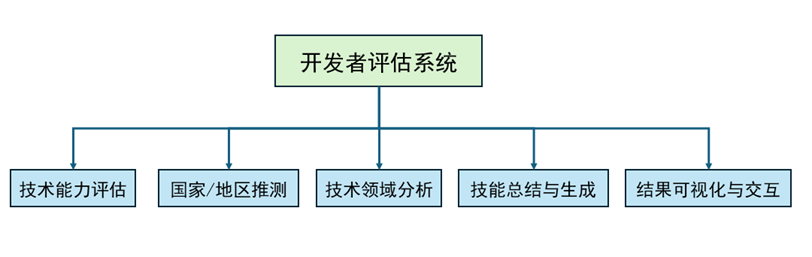 开发者评估系统
技术能力评估
国家/地区推测
技术领域分析
技能总结与生成
结果可视化与交互